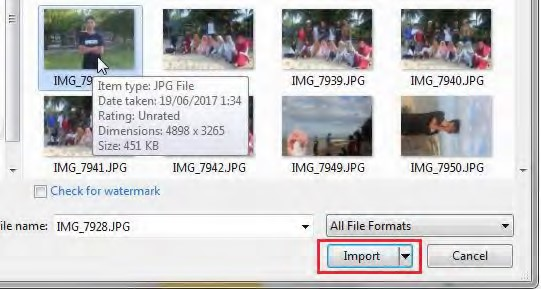 IMG_79
IMG_7939.JPG
IMG_7940.JPG
Item type: JPG File
Date taken: 19/06/2017 1:34
Rating: Unrated
Dimensions: 4898 x 3265
Size: 451 KB
IMG_7941.JPG
IMG_7942.JPG
IMG_7949.JPG
IMG_7950.JPG
Check for watermark
ile name: IMG_7928.JPG
All File Formats
Import
Cancel